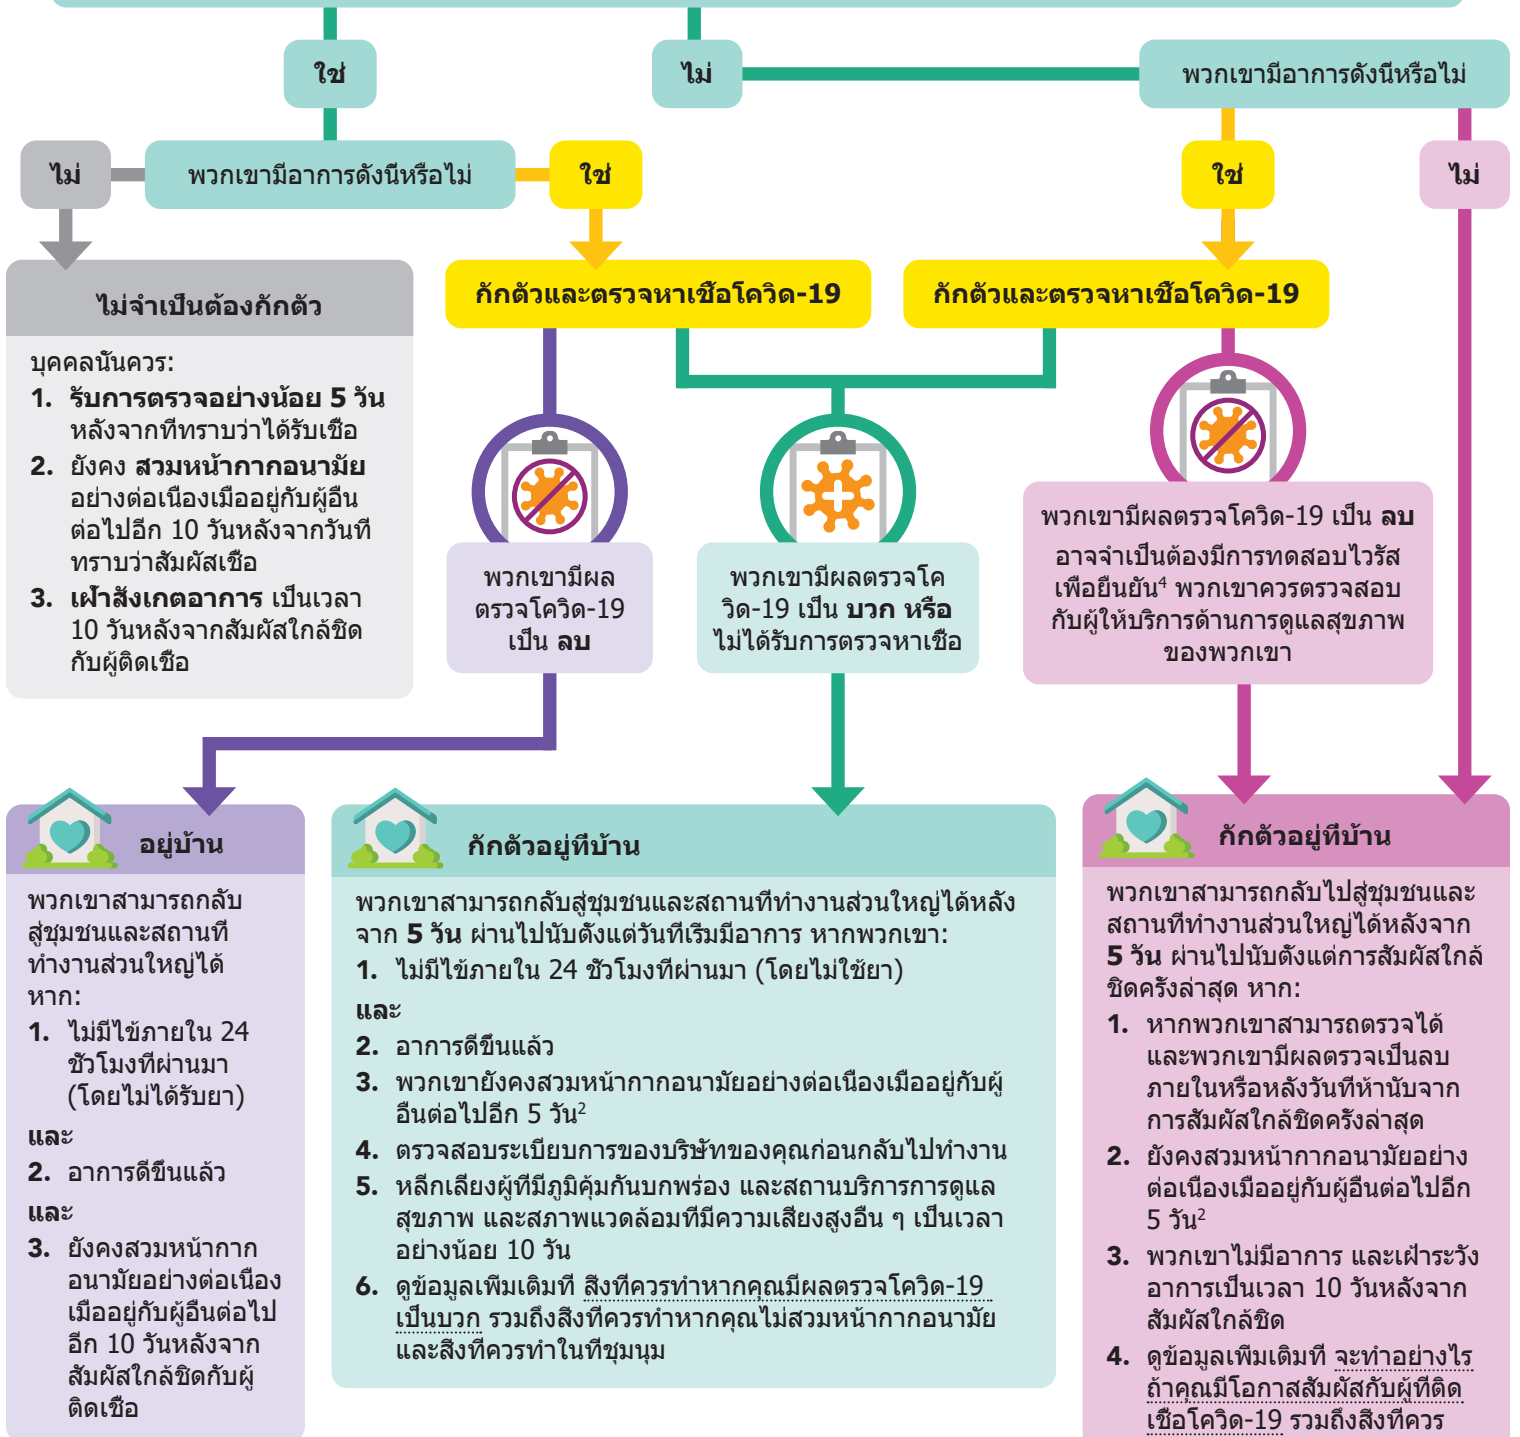 ใช่
ไม่
พวกเขามีอาการดังนีหรือไม่
ไม่
พวกเขามีอาการดังนีหรือไม่
ใช่
ใช่
ไม่
ไม่จำเป็นต้องกักตัว
บุคคลนันควร:
1. รับการตรวจอย่างน้อย 5 วัน
หลังจากทีทราบว่าได้รับเชือ
2. ยังคง สวมหน้ากากอนามัย
อย่างต่อเนืองเมืออยู่กับผู้อืน
ต่อไปอีก 10 วันหลังจากวันที
ทราบว่าสัมผัสเชือ
3. เฝ้าสังเกตอาการ เป็นเวลา
10 วันหลังจากสัมผัสใกล้ชิด
กับผู้ติดเชือ
กักตัวและตรวจหาเชือโควิด-19
กักตัวและตรวจหาเชือโควิด-19
พวกเขามีผล
ตรวจโควิด-19
เป็น ลบ
พวกเขามีผลตรวจโค
วิด-19 เป็น บวก หรือ
ไม่ได้รับการตรวจหาเชือ
พวกเขามีผลตรวจโควิด-19 เป็น ลบ
อาจจำเป็นต้องมีการทดสอบไวรัส
เพือยืนยัน4 พวกเขาควรตรวจสอบ
กับผู้ให้บริการด้านการดูแลสุขภาพ
ของพวกเขา
อยู่บ้าน
พวกเขาสามารถกลับ
สู่ชุมชนและสถานที
ทำงานส่วนใหญ่ได้
หาก:
1. ไม่มีไข้ภายใน 24
ชัวโมงทีผ่านมา
(โดยไม่ได้รับยา)
และ
2. อาการดีขึนแล้ว
และ
3. ยังคงสวมหน้ากาก
อนามัยอย่างต่อเนือง
เมืออยู่กับผู้อืนต่อไป
อีก 10 วันหลังจาก
สัมผัสใกล้ชิดกับผู้
ติดเชือ
กักตัวอยู่ทีบ้าน
พวกเขาสามารถกลับสู่ชุมชนและสถานทีทำงานส่วนใหญ่ได้หลัง
จาก 5 วัน ผ่านไปนับตังแต่วันทีเริมมีอาการ หากพวกเขา:
1. ไม่มีไข้ภายใน 24 ชัวโมงทีผ่านมา (โดยไม่ใช้ยา)
และ
2. อาการดีขึนแล้ว
3. พวกเขายังคงสวมหน้ากากอนามัยอย่างต่อเนืองเมืออยู่กับผู้
อืนต่อไปอีก 5 วัน2
4. ตรวจสอบระเบียบการของบริษัทของคุณก่อนกลับไปทำงาน
5. หลีกเลียงผู้ทีมีภูมิคุ้มกันบกพร่อง และสถานบริการการดูแล
สุขภาพ และสภาพแวดล้อมทีมีความเสียงสูงอืน ๆ เป็นเวลา
อย่างน้อย 10 วัน
6. ดูข้อมูลเพิมเติมที สิงทีควรทำหากคุณมีผลตรวจโควิด-19
เป็นบวก รวมถึงสิงทีควรทำหากคุณไม่สวมหน้ากากอนามัย
และสิงทีควรทำในทีชุมนุม
กักตัวอยู่ทีบ้าน
พวกเขาสามารถกลับไปสู่ชุมชนและ
สถานทีทำงานส่วนใหญ่ได้หลังจาก
5 วัน ผ่านไปนับตังแต่การสัมผัสใกล้
ชิดครังล่าสุด หาก:
1. หากพวกเขาสามารถตรวจได้
และพวกเขามีผลตรวจเป็นลบ
ภายในหรือหลังวันทีห้านับจาก
การสัมผัสใกล้ชิดครังล่าสุด
2. ยังคงสวมหน้ากากอนามัยอย่าง
ต่อเนืองเมืออยู่กับผู้อืนต่อไปอีก
5 วัน2
3. พวกเขาไม่มีอาการ และเฝ้าระวัง
อาการเป็นเวลา 10 วันหลังจาก
สัมผัสใกล้ชิด
4. ดูข้อมูลเพิมเติมที จะทำอย่างไร
ถ้าคุณมีโอกาสสัมผัสกับผู้ทีติด
เชือโควิด-19 รวมถึงสิงทีควร